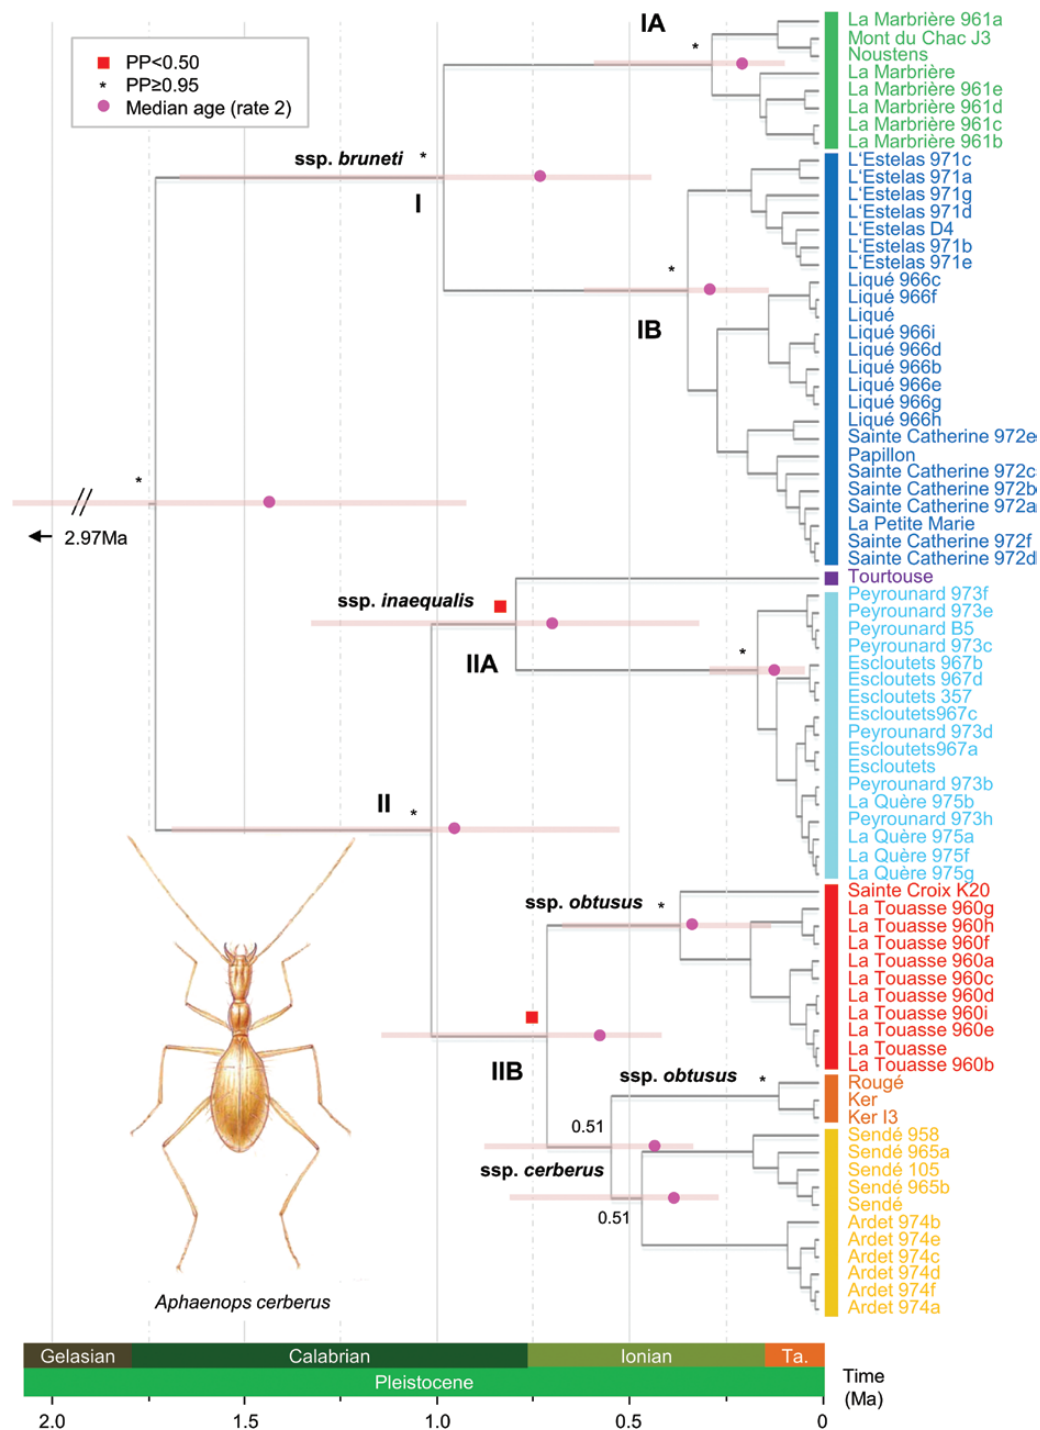 PP<0.50
* PP≥0.95
Median age (rate 2)
IA
ssp. bruneti *
I
IB
*
*
*
2.97Ma
ssp. inaequalis
IIA
*
II
*
ssp. obtusus *
IIB
ssp. obtusus *
0.51
ssp. cerberus
0.51
Aphaenops cerberus
La Marbrière 961a
Mont du Chac J3
Noustens
La Marbrière
La Marbrière 961e
La Marbrière 961d
La Marbrière 961c
La Marbrière 961b
L'Estelas 971c
L'Estelas 971a
L'Estelas 971g
L'Estelas 971d
L'Estelas D4
L'Estelas 971b
L'Estelas 971e
Liqué 966c
Liqué 966f
Liqué
Liqué 966i
Liqué 966d
Liqué 966b
Liqué 966e
Liqué 966g
Liqué 966h
Sainte Catherine 972e
Papillon
Sainte Catherine 972c
Sainte Catherine 972b
Sainte Catherine 972a
La Petite Marie
Sainte Catherine 972f
Sainte Catherine 972d
Tourtouse
Peyrounard 973f
Peyrounard 973e
Peyrounard B5
Peyrounard 973c
Escloutets 967b
Escloutets 967d
Escloutets 357
Escloutets967c
Peyrounard 973d
Escloutets967a
Escloutets
Peyrounard 973b
La Quère 975b
Peyrounard 973h
La Quère 975a
La Quère 975f
La Quère 975g
Sainte Croix K20
La Touasse 960g
La Touasse 960h
La Touasse 960f
La Touasse 960a
La Touasse 960c
La Touasse 960d
La Touasse 960i
La Touasse 960e
La Touasse
La Touasse 960b
Rougé
Ker
Ker I3
Sendé 958
Sendé 965a
Sendé 105
Sendé 965b
Sendé
Ardet 974b
Ardet 974e
Ardet 974c
Ardet 974d
Ardet 974f
Ardet 974a
Gelasian Calabrian Ionian Ta.
Pleistocene
Time
(Ma)
2.0 1.5 1.0 0.5 0